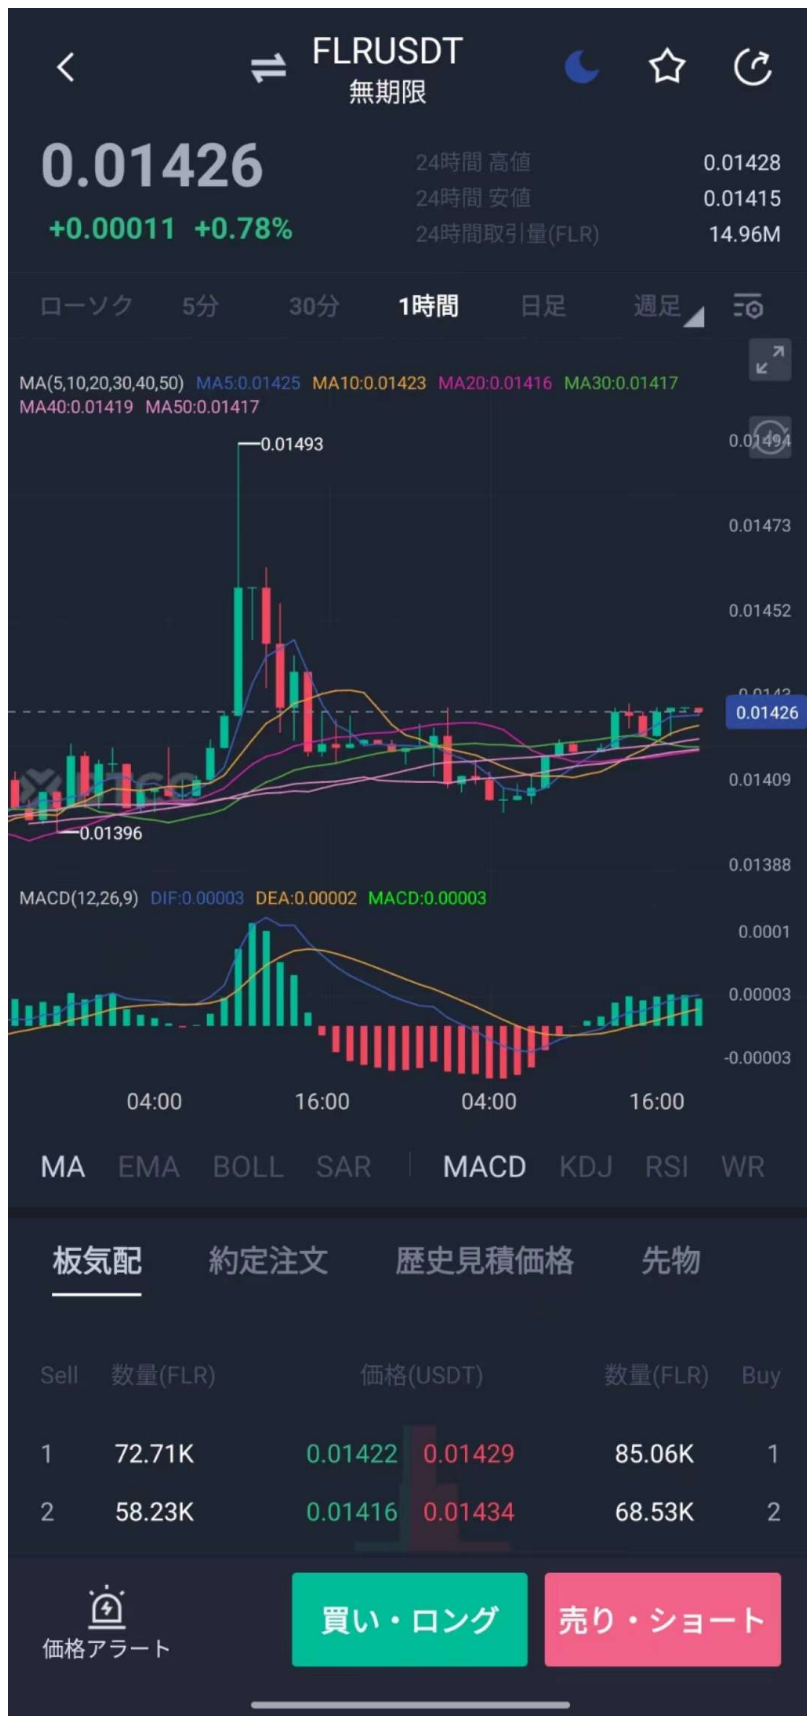 FLRUSDT
無期限
0.01426
+0.00011 +0.78%
24時間 高値 0.01428
24時間 安値 0.01415
24時間取引量(FLR) 14.96M
ローソク 5分 30分 1時間 日足 週足
MA(5,10,20,30,40,50) MA5:0.01425 MA10:0.01423 MA20:0.01416 MA30:0.01417
MA40:0.01419 MA50:0.01417
0.01494
0.01493
0.01473
0.01452
0.01426
0.01409
0.01396
0.01388
MACD(12,26,9) DIF:0.00003 DEA:0.00002 MACD:0.00003
0.0001
0.00003
-0.00003
04:00 16:00 04:00 16:00
MA EMA BOLL SAR MACD KDJ RSI WR
板気配 約定注文 歴史見積価格 先物
Sell 数量(FLR) 価格(USDT) 数量(FLR) Buy
1 72.71K 0.01422 0.01429 85.06K 1
2 58.23K 0.01416 0.01434 68.53K 2
価格アラート
買い・ロング
売り・ショート